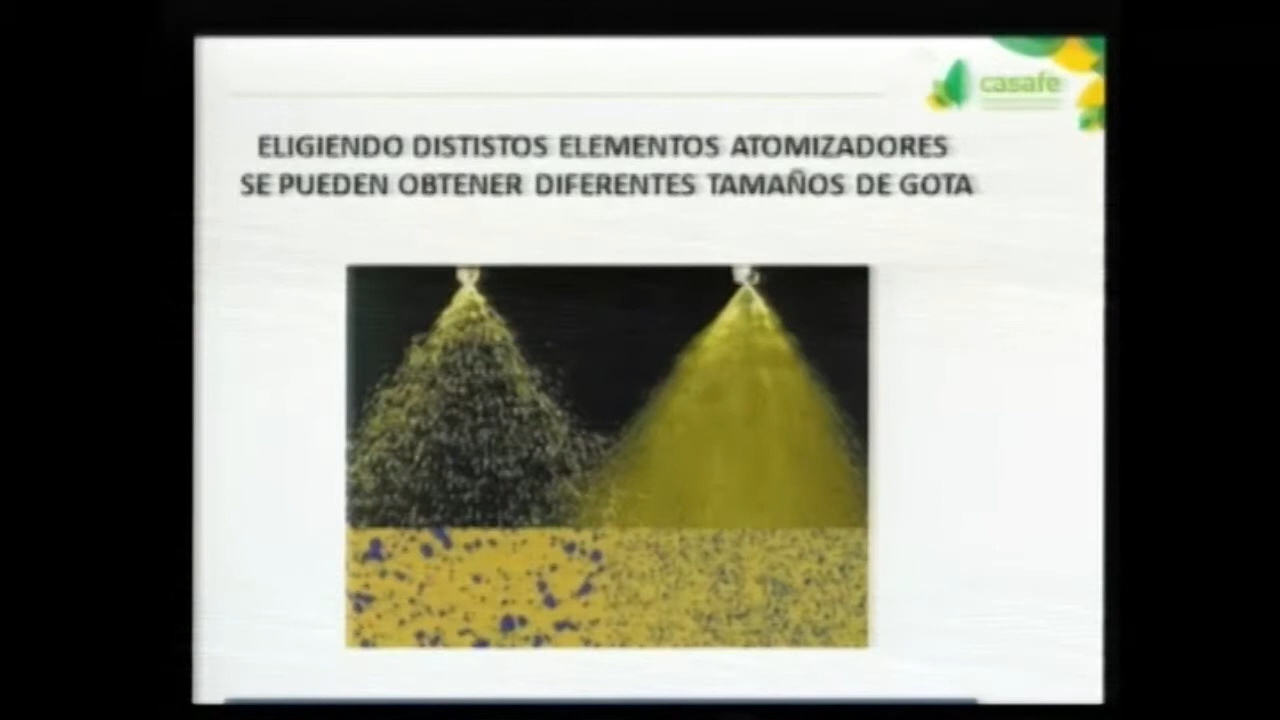 casafe
ELIGIENDO DISTISTOS ELEMENTOS ATOMIZADORES
SE PUEDEN OBTENER DIFERENTES TAMAÑOS DE GOTA